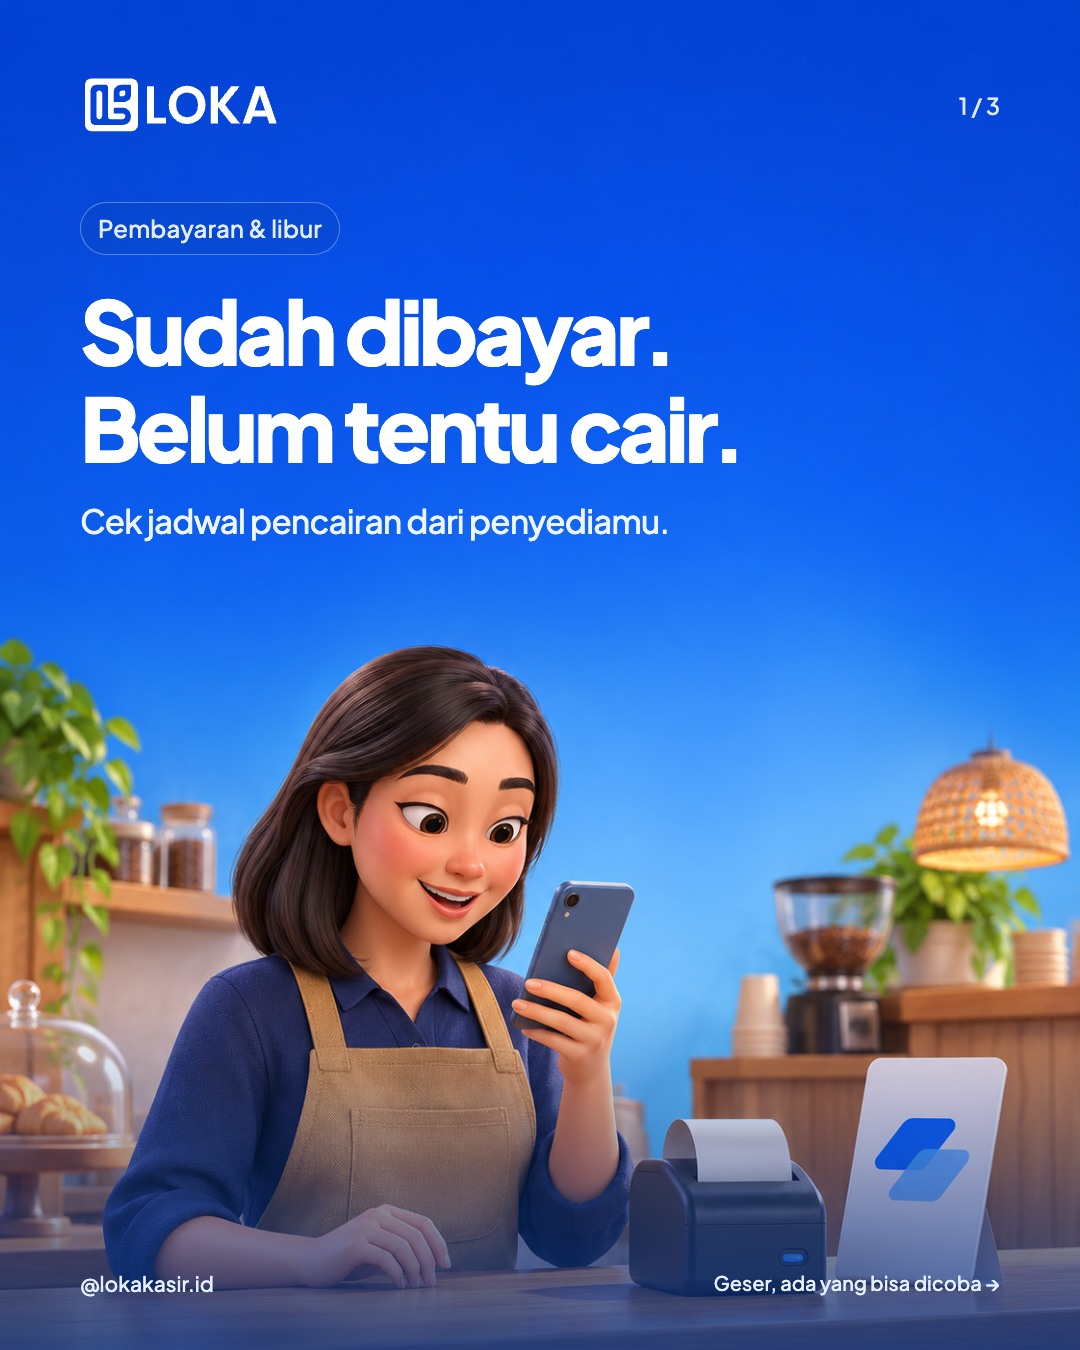 LOKA
1/3
Pembayaran & libur
Sudah dibayar.
Belum tentu cair.
Cek jadwal pencairan dari penyediamu.
@lokakasir.id
Geser, ada yang bisa dicoba →